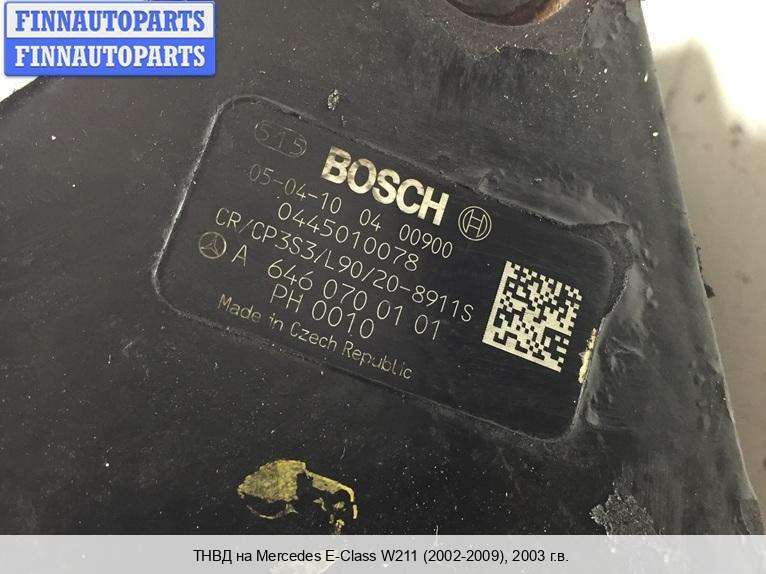 FINNAUTOPARTS
FINNAUTOPARTS
515
BOSCH
05-04-10 04 00900
0445010078
CR/CP3S3/L90/20-8911S
A 646 070 01 01
PH 0010
Made in Czech Republic
ТНВД на Mercedes E-Class W211 (2002-2009), 2003 г.в.